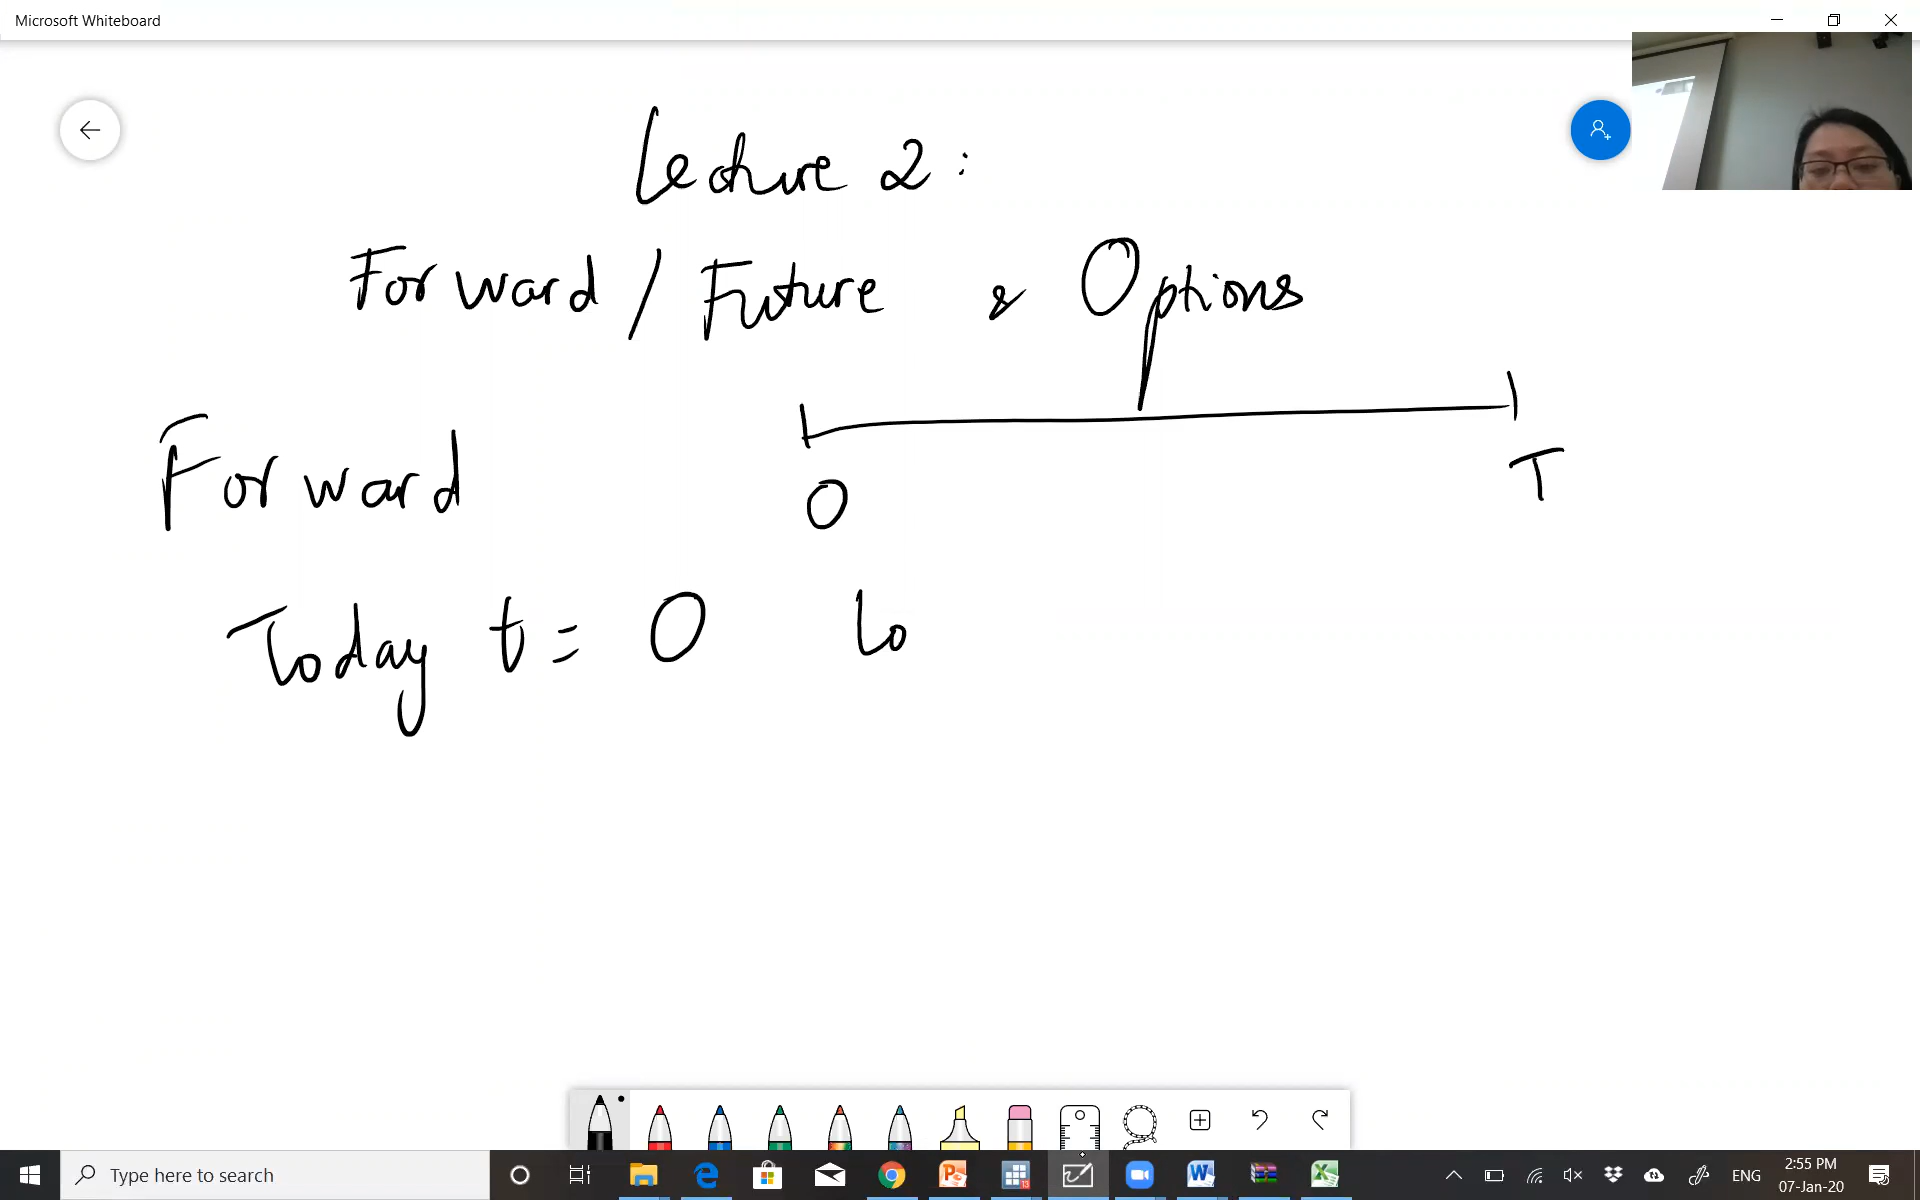 Microsoft Whiteboard
Lecture 2:
Forward / Future & Options
Forward
0 T
Today t = 0 Lo
Type here to search
ENG
2:55 PM
07-Jan-20